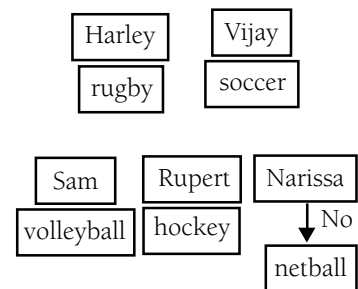 Harley Vijay
rugby soccer
Sam Rupert Narissa
volleyball hockey No
netball